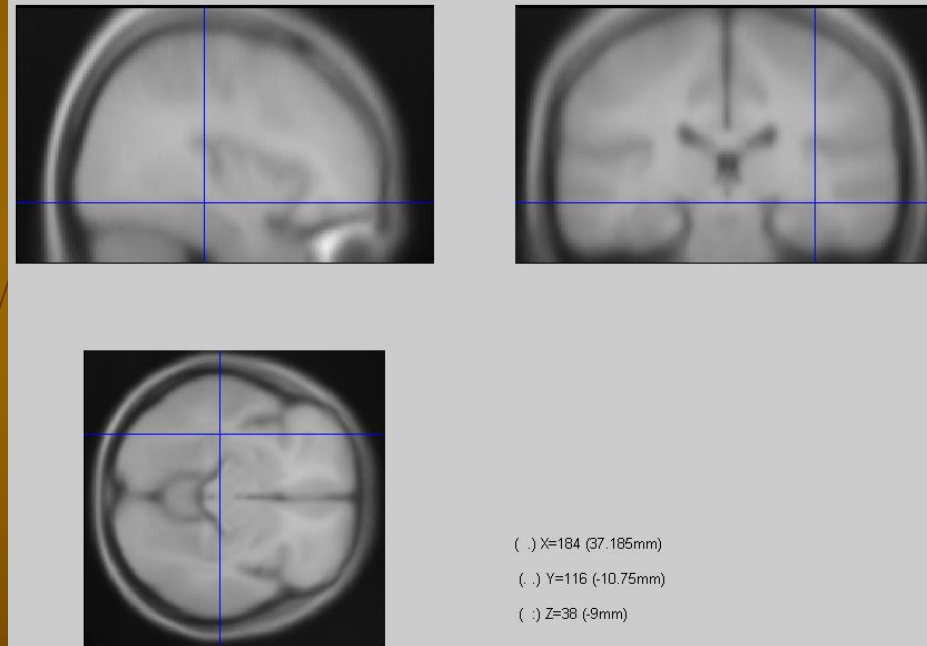 ( .) X=184 (37.185mm)
(. .) Y=116 (-10.75mm)
( :) Z=38 (-9mm)